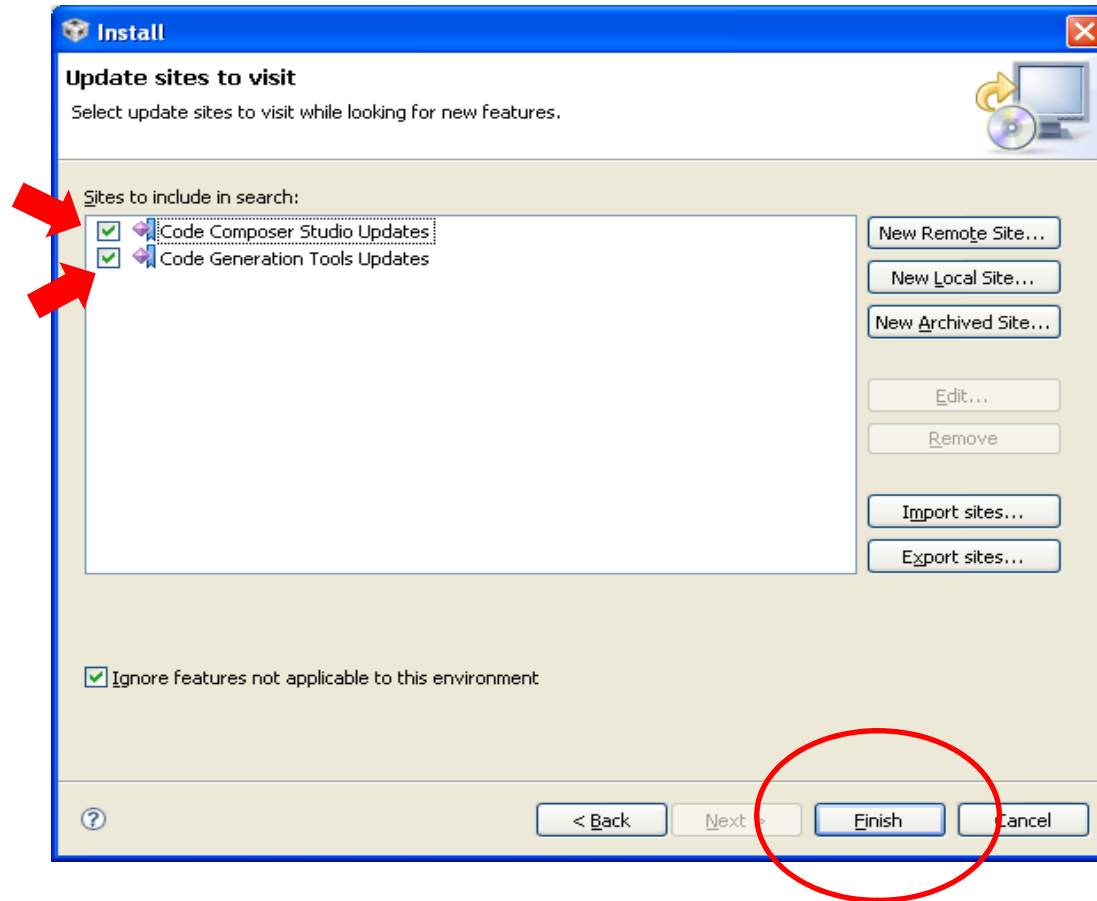 Install
Update sites to visit
Select update sites to visit while looking for new features.
Sites to include in search:
Code Composer Studio Updates
Code Generation Tools Updates
New Remote Site...
New Local Site...
New Archived Site...
Edit...
Remove
Import sites...
Export sites...
Ignore features not applicable to this environment
?
< Back
Next >
Finish
Cancel